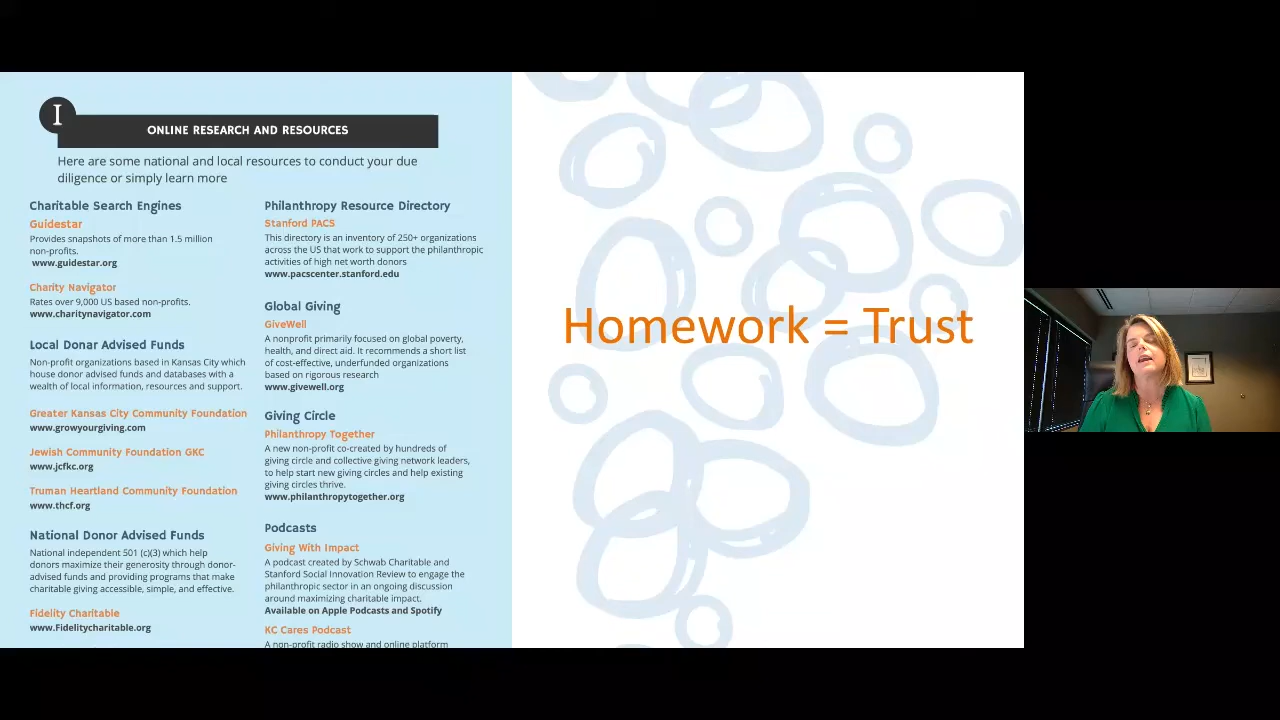 I
ONLINE RESEARCH AND RESOURCES
Here are some national and local resources to conduct your due
diligence or simply learn more
Charitable Search Engines
Guidestar
Provides snapshots of more than 1.5 million
non-profits.
www.guidestar.org
Charity Navigator
Rates over 9,000 US based non-profits.
www.charitynavigator.com
Local Donar Advised Funds
Non-profit organizations based in Kansas City which
house donor advised funds and databases with a
wealth of local information, resources and support.
Greater Kansas City Community Foundation
www.growyourgiving.com
Jewish Community Foundation GKC
www.jcfkc.org
Truman Heartland Community Foundation
www.thcf.org
National Donor Advised Funds
National independent 501 (c)(3) which help
donors maximize their generosity through donor-
advised funds and providing programs that make
charitable giving accessible, simple, and effective.
Fidelity Charitable
www.Fidelitycharitable.org
Philanthropy Resource Directory
Stanford PACS
This directory is an inventory of 250+ organizations
across the US that work to support the philanthropic
activities of high net worth donors
www.pacscenter.stanford.edu
Global Giving
GiveWell
A nonprofit primarily focused on global poverty,
health, and direct aid. It recommends a short list
of cost-effective, underfunded organizations
based on rigorous research
www.givewell.org
Giving Circle
Philanthropy Together
A new non-profit co-created by hundreds of
giving circle and collective giving network leaders,
to help start new giving circles and help existing
giving circles thrive.
www.philanthropytogether.org
Podcasts
Giving With Impact
A podcast created by Schwab Charitable and
Stanford Social Innovation Review to engage the
philanthropic sector in an ongoing discussion
around maximizing charitable impact.
Available on Apple Podcasts and Spotify
KC Cares Podcast
A non-profit radio show and online platform
Homework = Trust